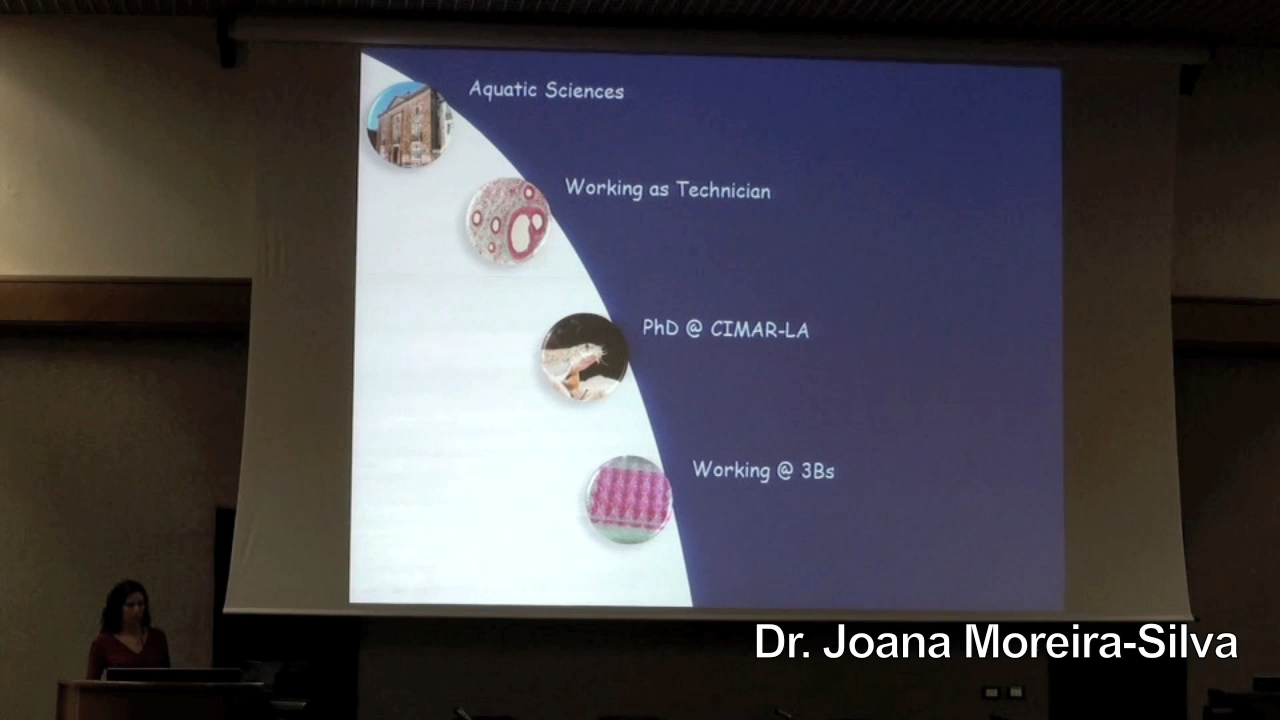 Aquatic Sciences
Working as Technician
PhD @ CIMAR-LA
Working @ 3Bs
Dr. Joana Moreira-Silva